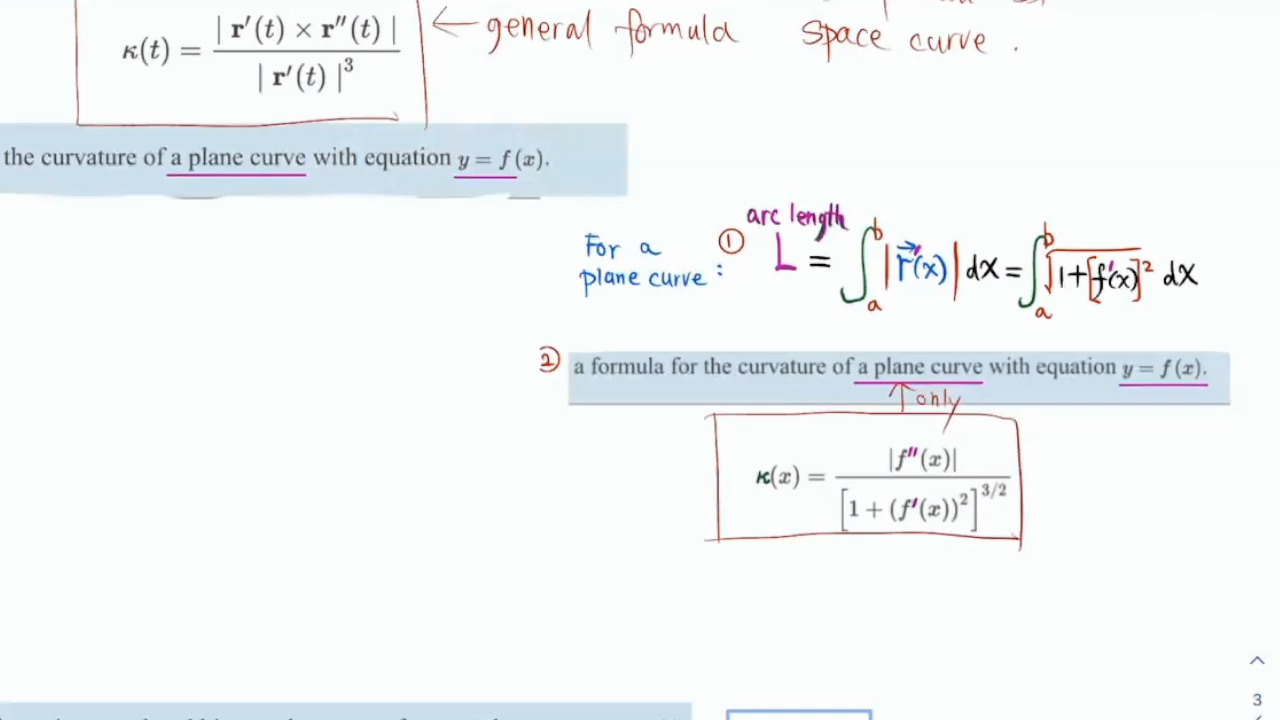 κ(t) = | r′(t) × r″(t) | / | r′(t) |³
← general formula
space curve .
the curvature of a plane curve with equation y = f (x).
For a plane curve :
① arc length
L = ∫ₐᵇ | r⃗′(x) | dx = ∫ₐᵇ √1+[f′(x)]² dx
② a formula for the curvature of a plane curve with equation y = f (x).
↑ only
κ(x) = |f″(x)| / [1 + (f′(x))²]^3/2
3